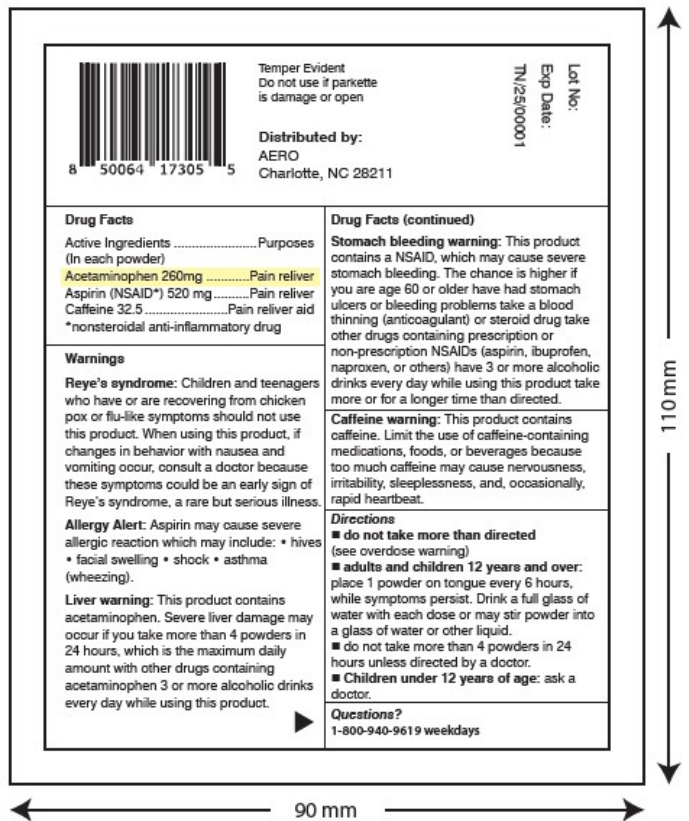 Temper Evident
Do not use if parkette
is damage or open
Distributed by:
AERO
Charlotte, NC 28211
8 50064 17305 5
Lot No:
Exp Date:
TN/25/00001
Drug Facts
Active Ingredients ........................Purposes
(In each powder)
Acetaminophen 260mg ............Pain reliver
Aspirin (NSAID*) 520 mg..........Pain reliver
Caffeine 32.5........................Pain reliver aid
*nonsteroidal anti-inflammatory drug
Warnings
Reye's syndrome: Children and teenagers
who have or are recovering from chicken
pox or flu-like symptoms should not use
this product. When using this product, if
changes in behavior with nausea and
vomiting occur, consult a doctor because
these symptoms could be an early sign of
Reye's syndrome, a rare but serious illness.
Allergy Alert: Aspirin may cause severe
allergic reaction which may include: • hives
• facial swelling • shock • asthma
(wheezing).
Liver warning: This product contains
acetaminophen. Severe liver damage may
occur if you take more than 4 powders in
24 hours, which is the maximum daily
amount with other drugs containing
acetaminophen 3 or more alcoholic drinks
every day while using this product.
Drug Facts (continued)
Stomach bleeding warning: This product
contains a NSAID, which may cause severe
stomach bleeding. The chance is higher if
you are age 60 or older have had stomach
ulcers or bleeding problems take a blood
thinning (anticoagulant) or steroid drug take
other drugs containing prescription or
non-prescription NSAIDs (aspirin, ibuprofen,
naproxen, or others) have 3 or more alcoholic
drinks every day while using this product take
more or for a longer time than directed.
Caffeine warning: This product contains
caffeine. Limit the use of caffeine-containing
medications, foods, or beverages because
too much caffeine may cause nervousness,
irritability, sleeplessness, and, occasionally,
rapid heartbeat.
Directions
■ do not take more than directed
(see overdose warning)
■ adults and children 12 years and over:
place 1 powder on tongue every 6 hours,
while symptoms persist. Drink a full glass of
water with each dose or may stir powder into
a glass of water or other liquid.
■ do not take more than 4 powders in 24
hours unless directed by a doctor.
■ Children under 12 years of age: ask a
doctor.
Questions?
1-800-940-9619 weekdays
110 mm
90 mm